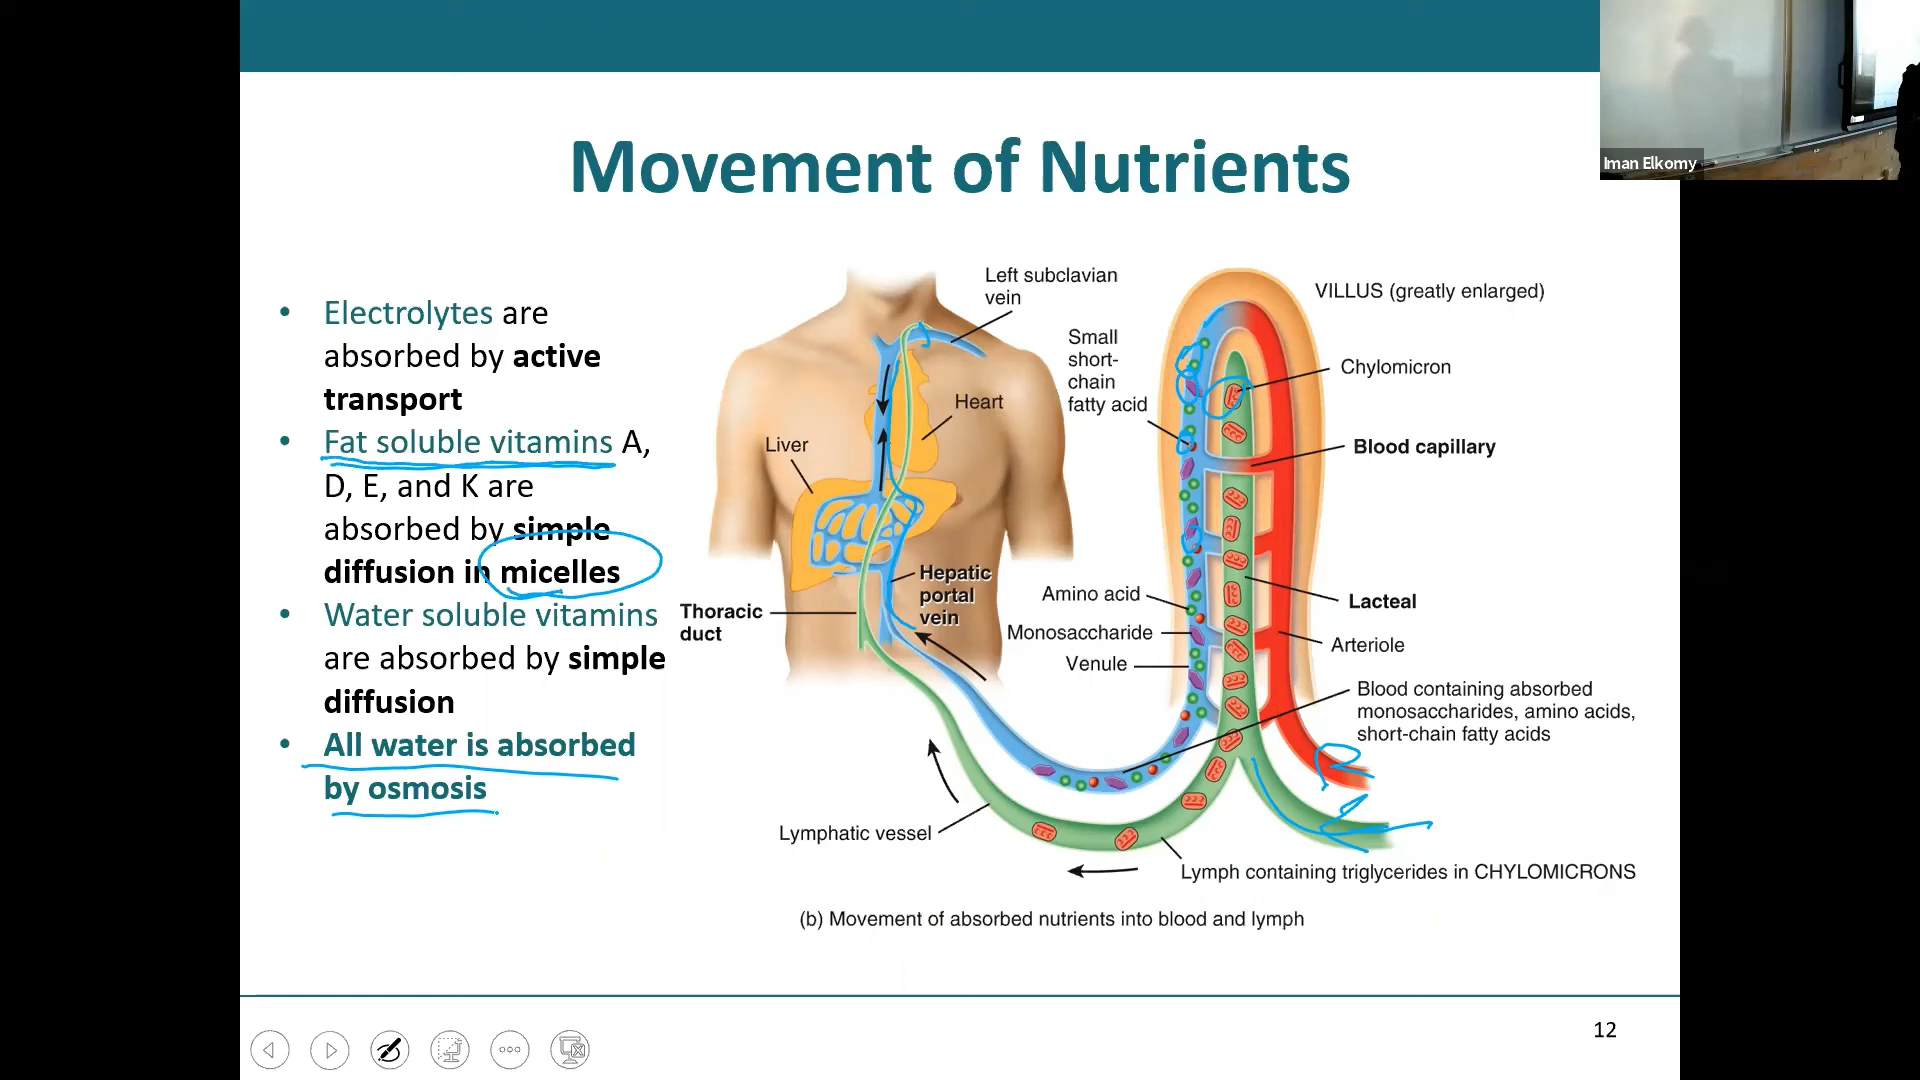 Iman Elkomy
Movement of Nutrients
• Electrolytes are
absorbed by active
transport
• Fat soluble vitamins A,
D, E, and K are
absorbed by simple
diffusion in micelles
• Water soluble vitamins
are absorbed by simple
diffusion
• All water is absorbed
by osmosis
Left subclavian
vein
Heart
Liver
Hepatic
portal
vein
Thoracic
duct
Small
short-
chain
fatty acid
VILLUS (greatly enlarged)
Chylomicron
Blood capillary
Amino acid
Monosaccharide
Venule
Lacteal
Arteriole
Blood containing absorbed
monosaccharides, amino acids,
short-chain fatty acids
Lymphatic vessel
Lymph containing triglycerides in CHYLOMICRONS
(b) Movement of absorbed nutrients into blood and lymph
12